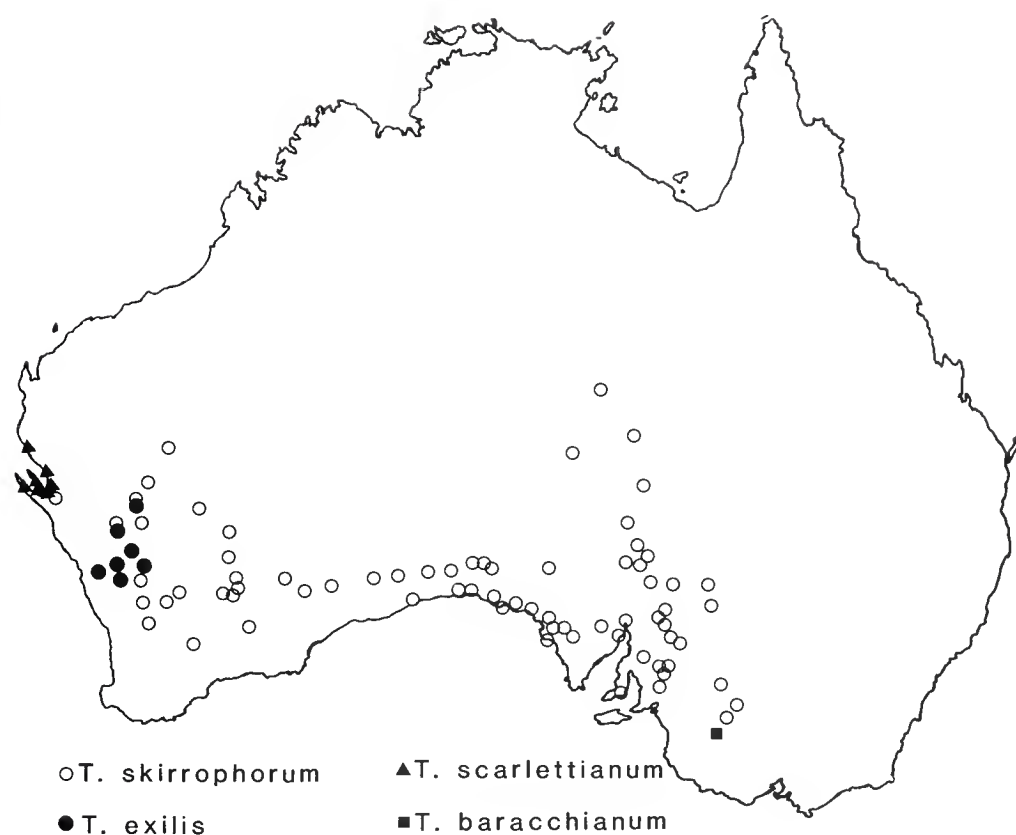 ○ T. skirrophorum
▲ T. scarlettianum
● T. exilis
■ T. baracchianum